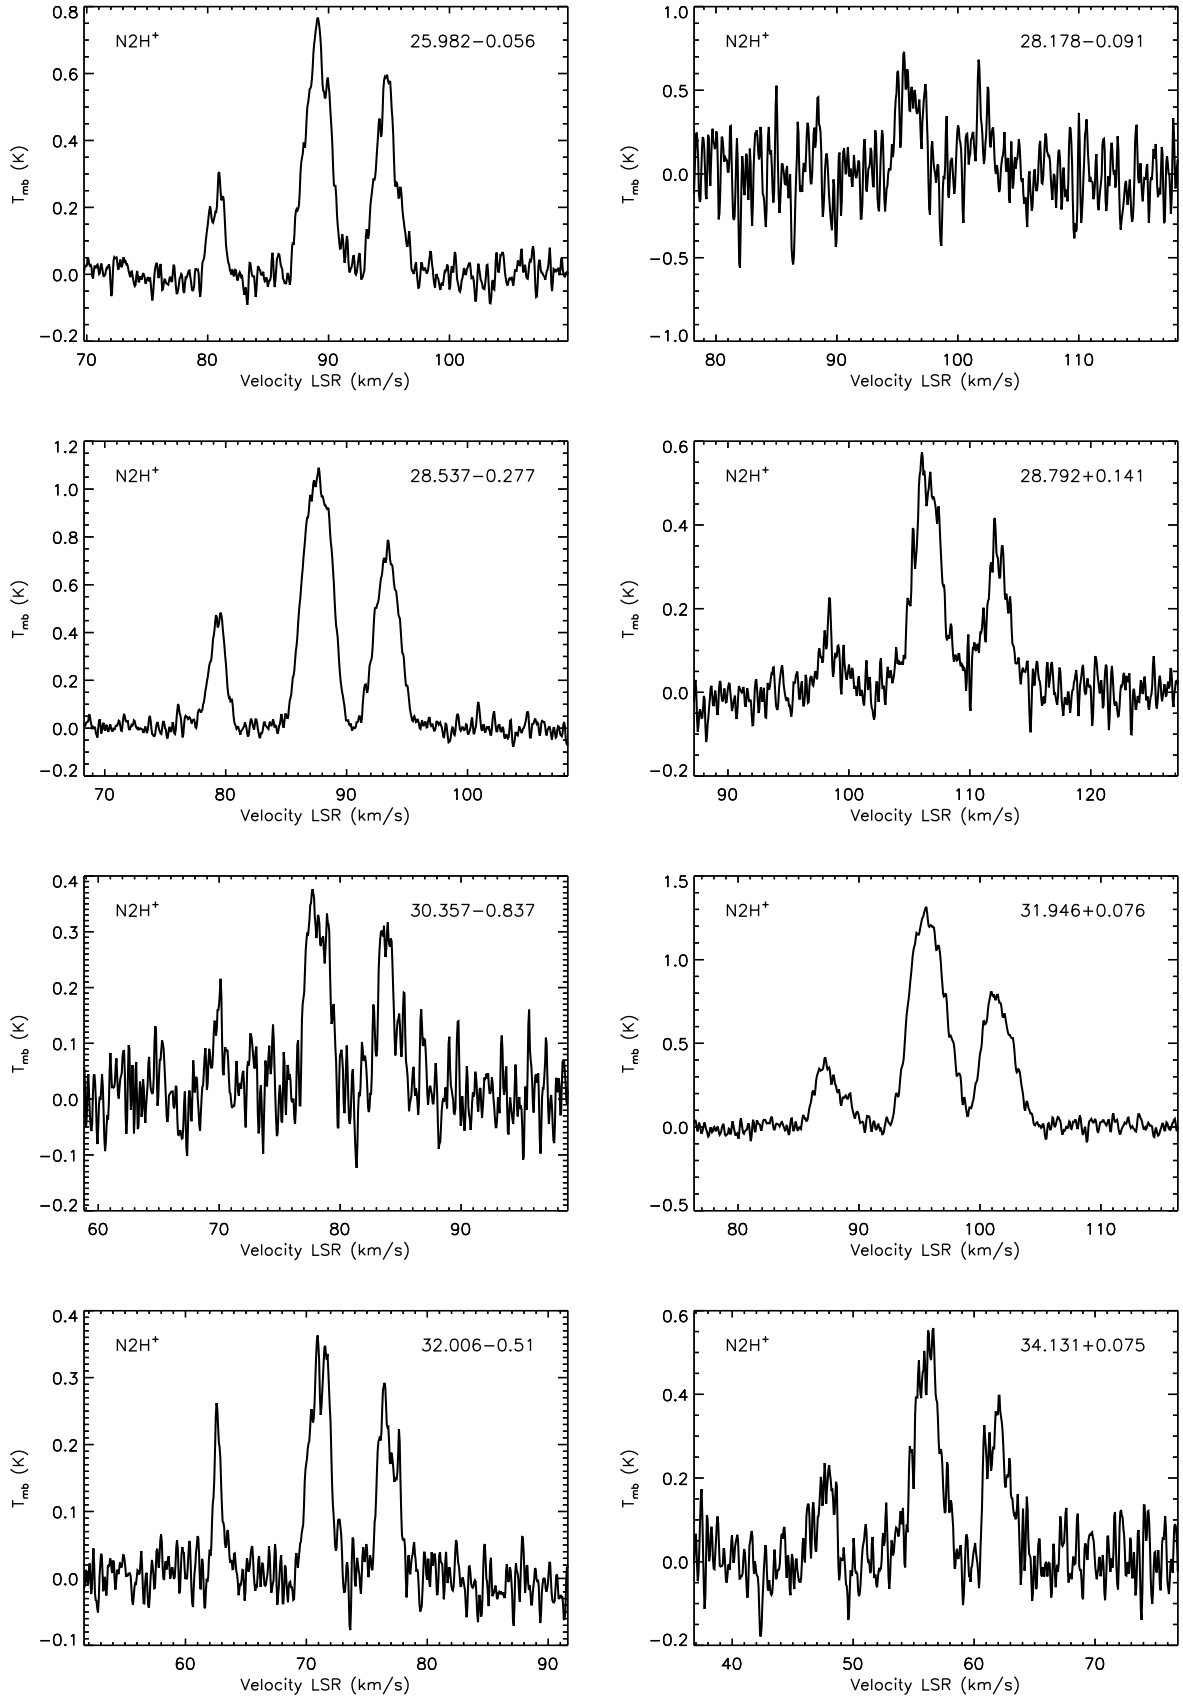 0.8
0.6
0.4
0.2
0.0
−0.2
T_mb (K)
N2H⁺
25.982−0.056
70 80 90 100
Velocity LSR (km/s)
1.0
0.5
0.0
−0.5
−1.0
T_mb (K)
N2H⁺
28.178−0.091
80 90 100 110
Velocity LSR (km/s)
1.2
1.0
0.8
0.6
0.4
0.2
0.0
−0.2
T_mb (K)
N2H⁺
28.537−0.277
70 80 90 100
Velocity LSR (km/s)
0.6
0.4
0.2
0.0
−0.2
T_mb (K)
N2H⁺
28.792+0.141
90 100 110 120
Velocity LSR (km/s)
0.4
0.3
0.2
0.1
0.0
−0.1
−0.2
T_mb (K)
N2H⁺
30.357−0.837
60 70 80 90
Velocity LSR (km/s)
1.5
1.0
0.5
0.0
−0.5
T_mb (K)
N2H⁺
31.946+0.076
80 90 100 110
Velocity LSR (km/s)
0.4
0.3
0.2
0.1
0.0
−0.1
T_mb (K)
N2H⁺
32.006−0.51
60 70 80 90
Velocity LSR (km/s)
0.6
0.4
0.2
0.0
−0.2
T_mb (K)
N2H⁺
34.131+0.075
40 50 60 70
Velocity LSR (km/s)